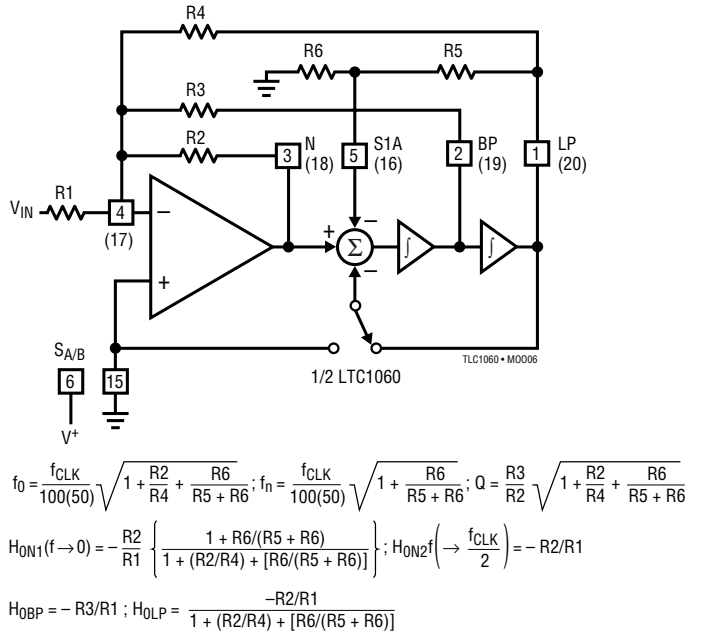 R4
R6
R5
R3
R2
3
N
(18)
5
S1A
(16)
2
BP
(19)
1
LP
(20)
R1
VIN
4
(17)
−
+
+
−
Σ
−
∫
∫
SA/B
6
15
V+
1/2 LTC1060
TLC1060 • M0006
f0 = fCLK/100(50) √(1 + R2/R4 + R6/(R5 + R6)) ; fn = fCLK/100(50) √(1 + R6/(R5 + R6)) ; Q = R3/R2 √(1 + R2/R4 + R6/(R5 + R6))
H0N1(f → 0) = − R2/R1 { 1 + R6/(R5 + R6) / 1 + (R2/R4) + [R6/(R5 + R6)] } ; H0N2f( → fCLK/2 ) = − R2/R1
H0BP = − R3/R1 ; H0LP = −R2/R1 / 1 + (R2/R4) + [R6/(R5 + R6)]